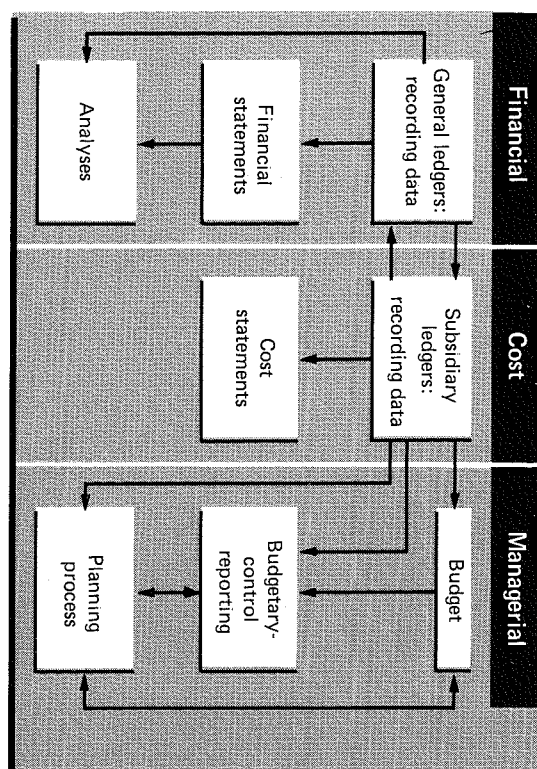 Financial
Cost
Managerial
General ledgers:
recording data
Subsidiary
ledgers:
recording data
Budget
Financial
statements
Cost
statements
Budgetary-
control
reporting
Analyses
Planning
process